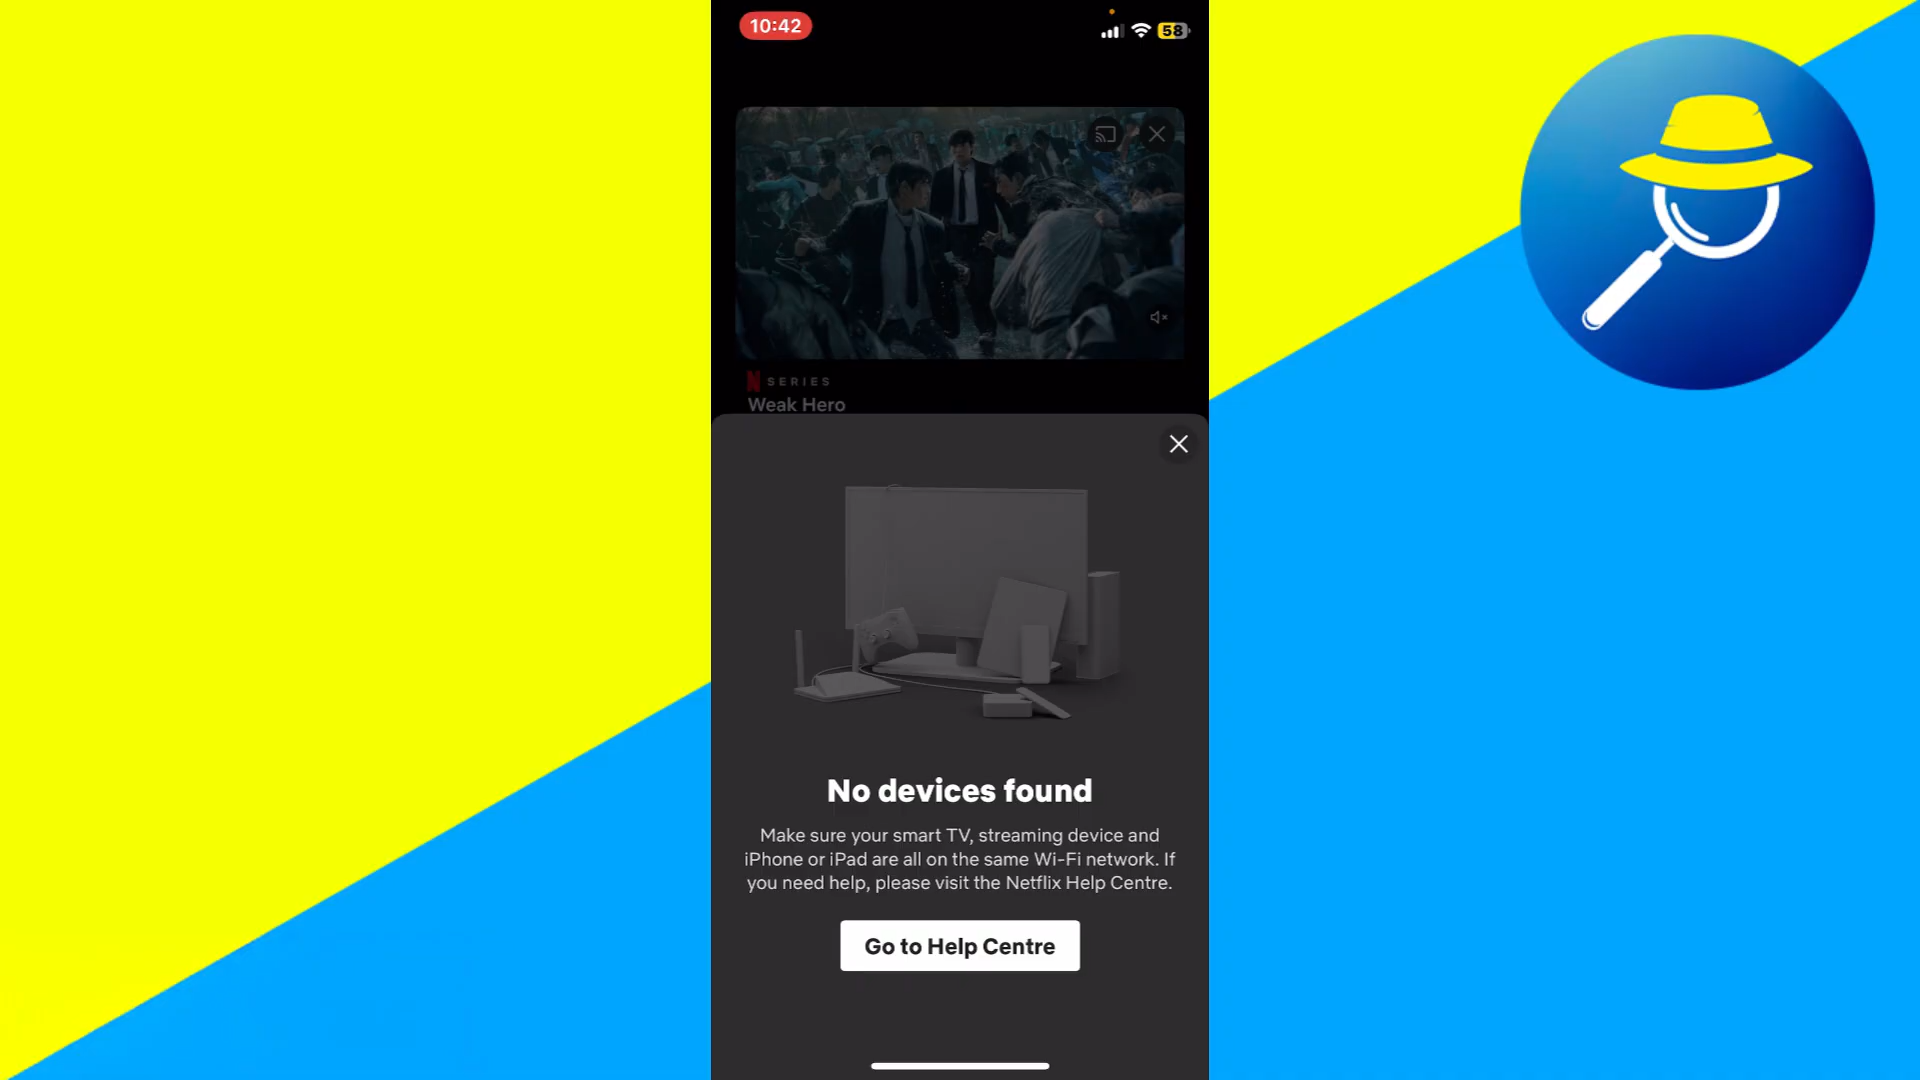 10:42
58
N SERIES
Weak Hero
No devices found
Make sure your smart TV, streaming device and
iPhone or iPad are all on the same Wi-Fi network. If
you need help, please visit the Netflix Help Centre.
Go to Help Centre